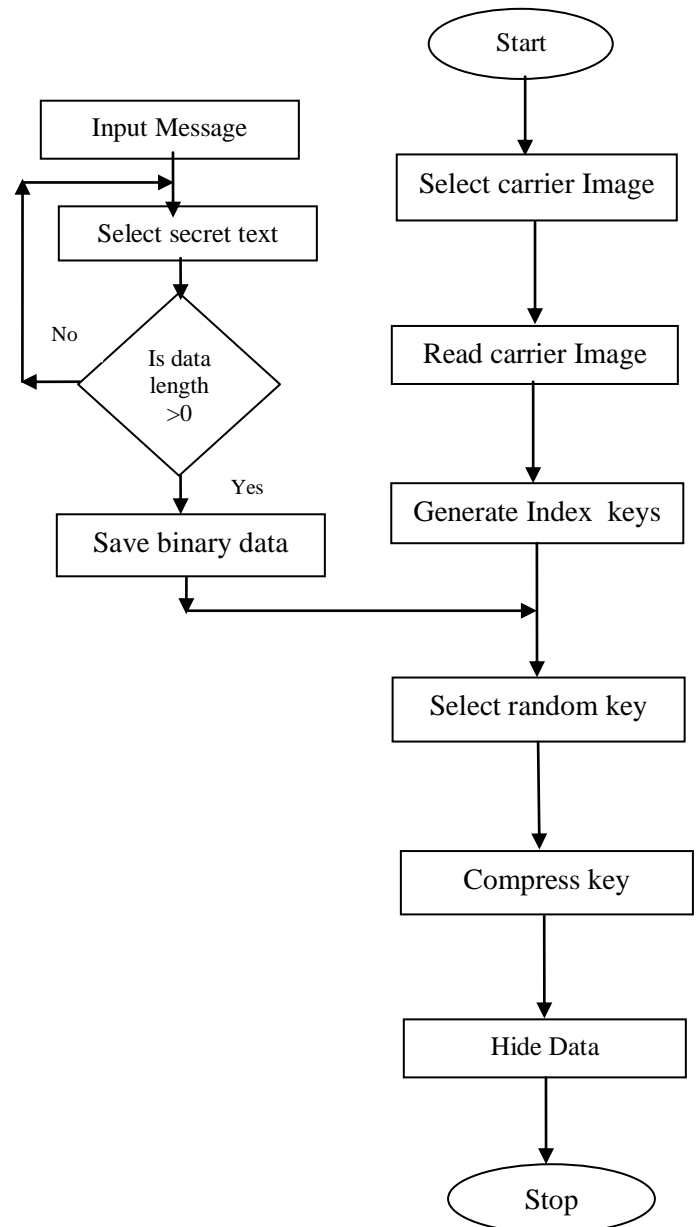 Start
Input Message
Select carrier Image
Select secret text
No
Is data
length
>0
Read carrier Image
Yes
Generate Index keys
Save binary data
Select random key
Compress key
Hide Data
Stop